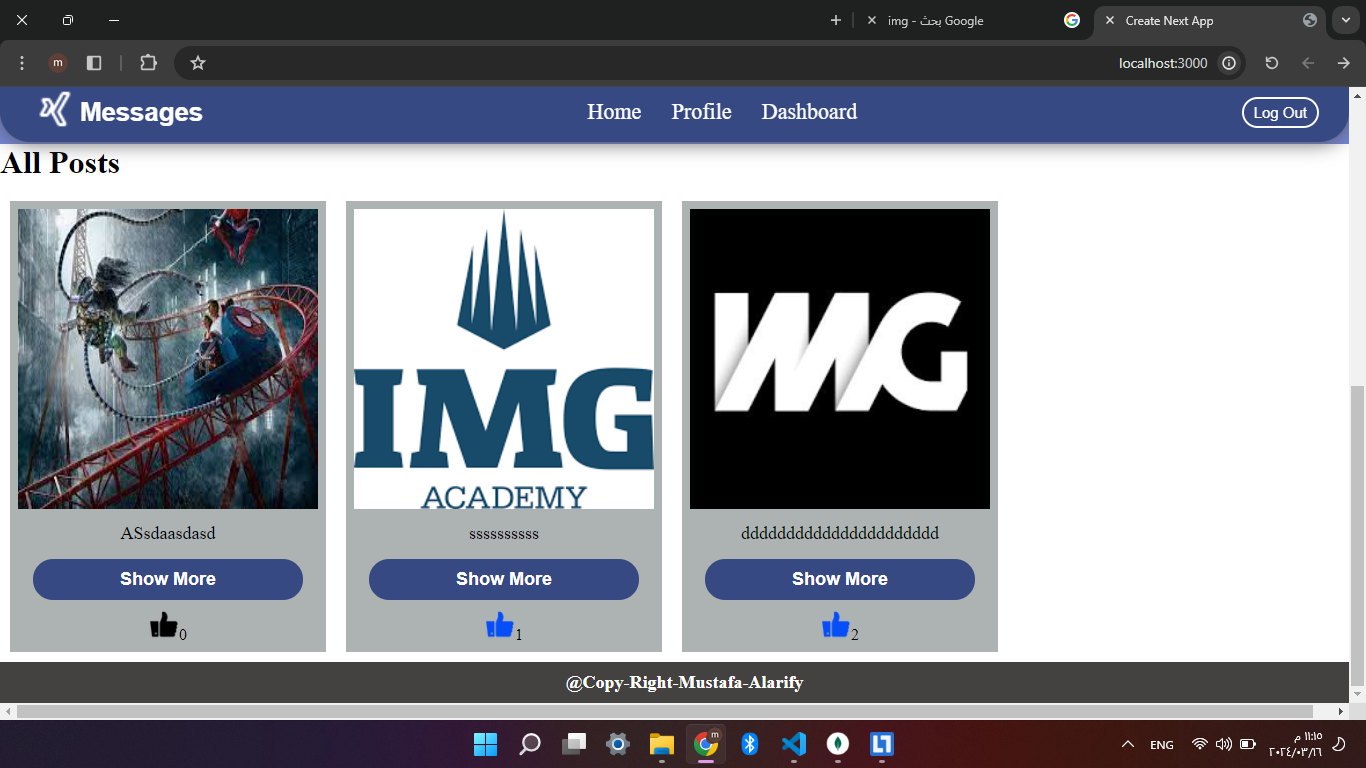 img - بحث Google
Create Next App
m
localhost:3000
Messages
Home
Profile
Dashboard
Log Out
All Posts
IMG
ACADEMY
IMG
ASsdaasdasd
ssssssssss
dddddddddddddddddddddd
Show More
Show More
Show More
0
1
2
@Copy-Right-Mustafa-Alarify
m
ENG
١١:١٥ م
٢٠٢٤/٠٣/١٦